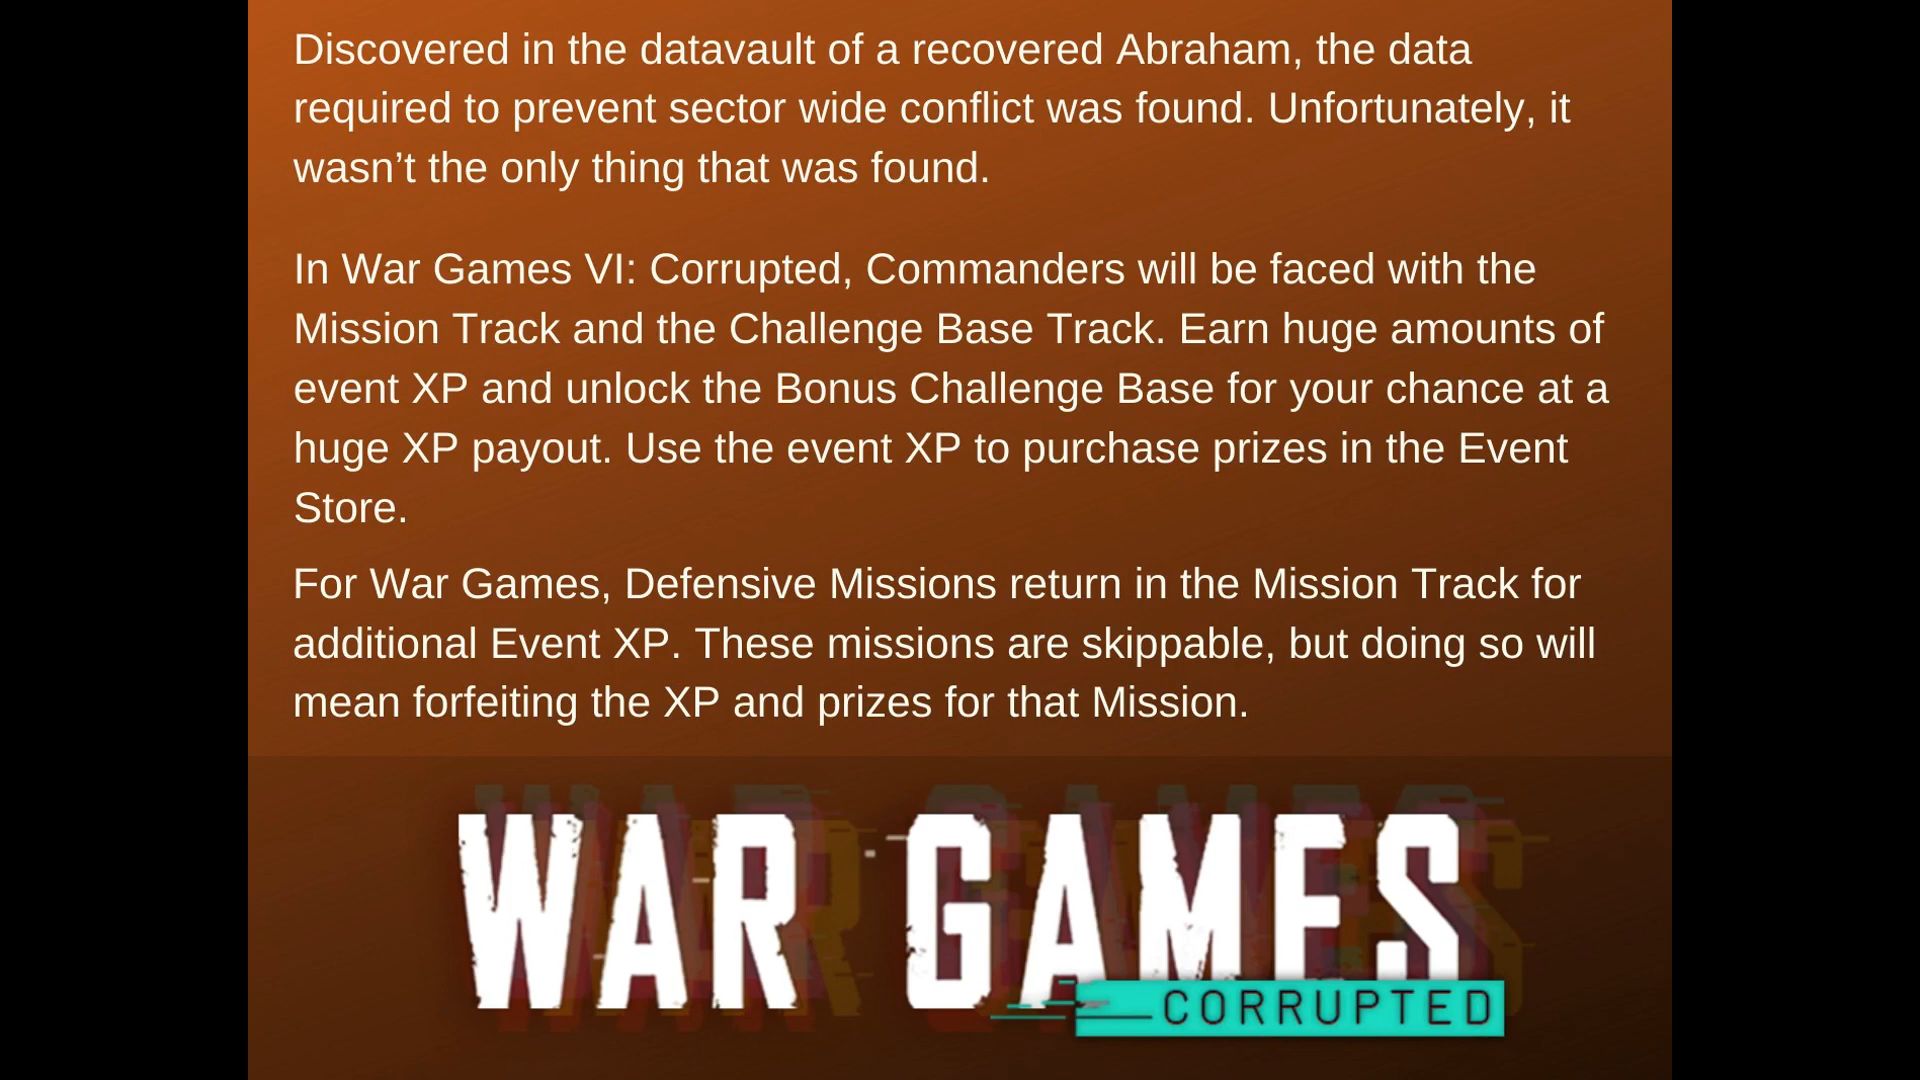 Discovered in the datavault of a recovered Abraham, the data
required to prevent sector wide conflict was found. Unfortunately, it
wasn’t the only thing that was found.
In War Games VI: Corrupted, Commanders will be faced with the
Mission Track and the Challenge Base Track. Earn huge amounts of
event XP and unlock the Bonus Challenge Base for your chance at a
huge XP payout. Use the event XP to purchase prizes in the Event
Store.
For War Games, Defensive Missions return in the Mission Track for
additional Event XP. These missions are skippable, but doing so will
mean forfeiting the XP and prizes for that Mission.
WAR GAMES
CORRUPTED